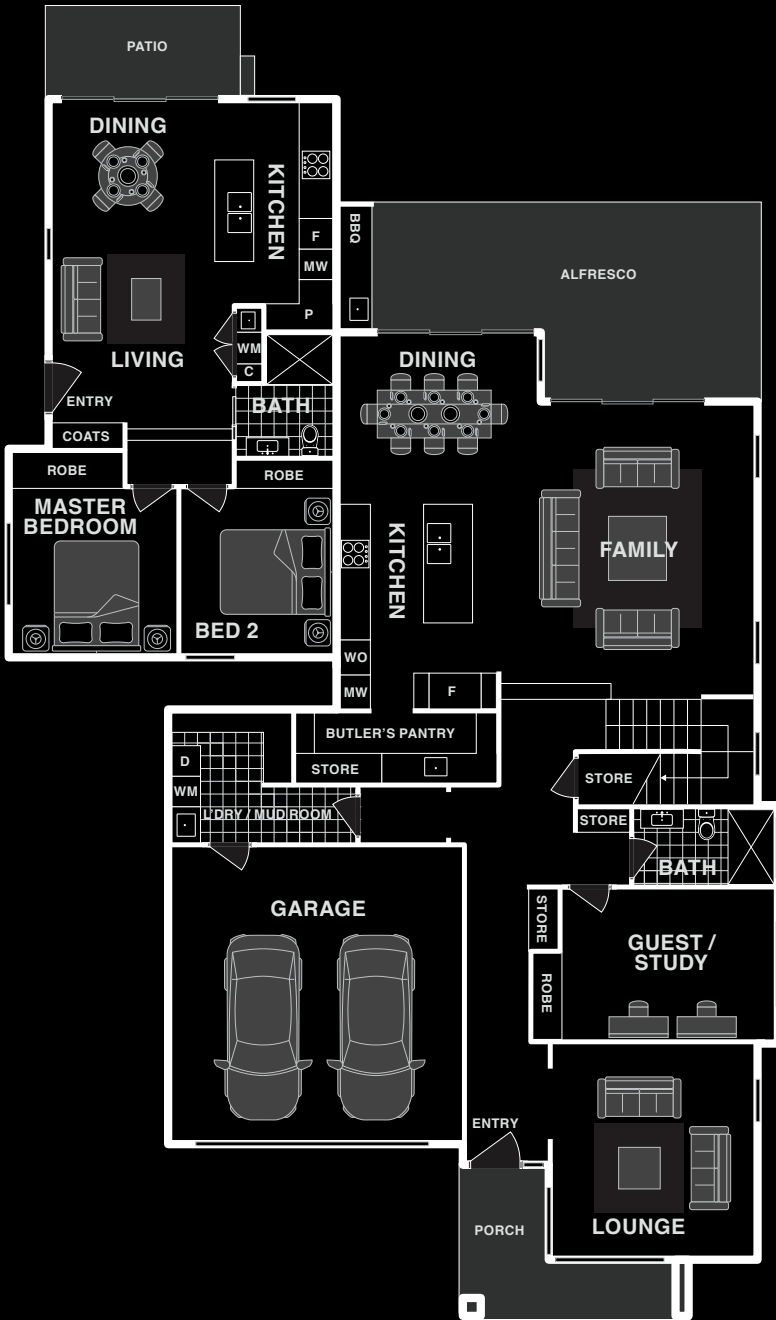 PATIO
DINING
KITCHEN
F
MW
P
BBQ
ALFRESCO
WM
C
LIVING
DINING
ENTRY
BATH
COATS
ROBE
ROBE
MASTER
BEDROOM
KITCHEN
FAMILY
BED 2
WO
MW
F
BUTLER'S PANTRY
D
STORE
STORE
WM
L'DRY / MUD ROOM
STORE
BATH
GARAGE
STORE
GUEST /
STUDY
ROBE
ENTRY
PORCH
LOUNGE